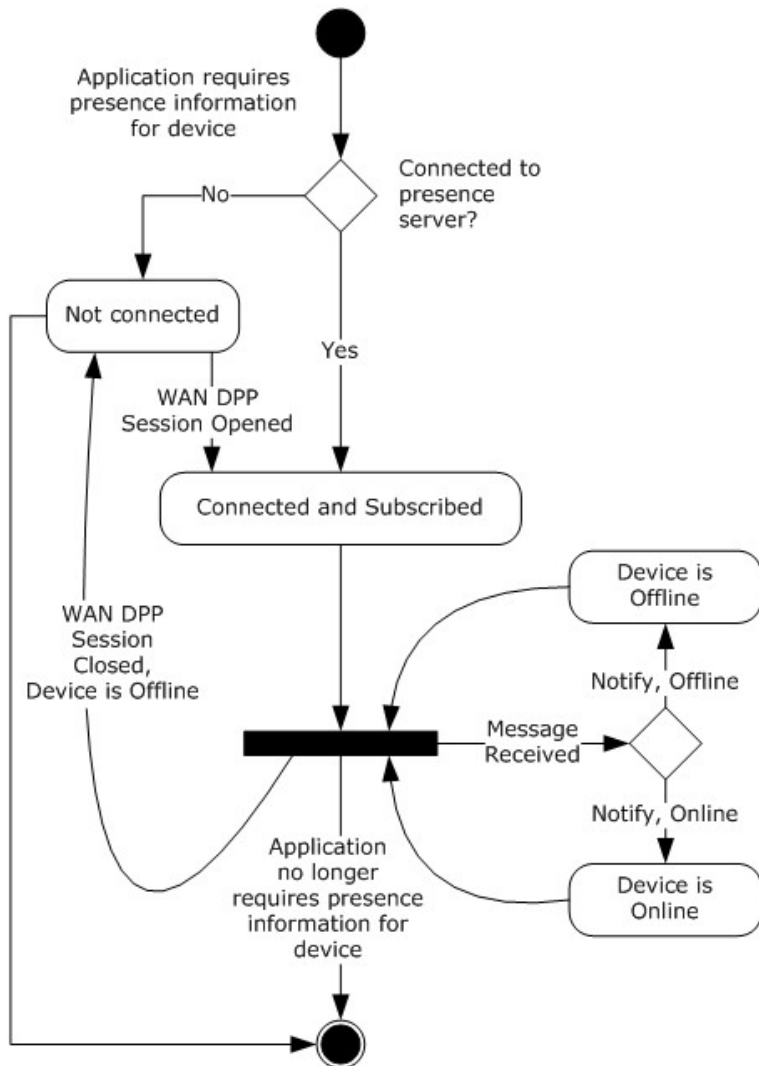 Application requires
presence information
for device
Connected to
presence
server?
No
Not connected
Yes
WAN DPP
Session Opened
Connected and Subscribed
Device is
Offline
WAN DPP
Session
Closed,
Device is Offline
Notify, Offline
Message
Received
Notify, Online
Application
no longer
requires presence
information for
device
Device is
Online